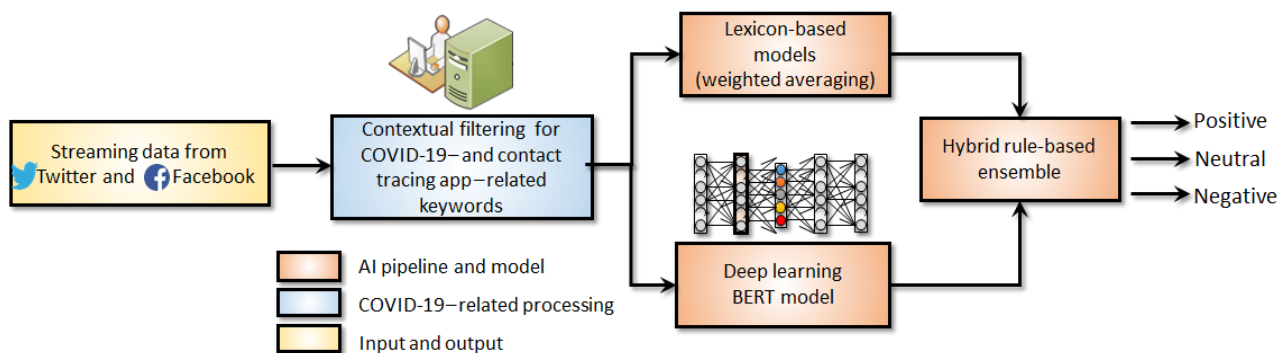 Streaming data from
Twitter and Facebook
Contextual filtering for
COVID-19–and contact
tracing app–related
keywords
Lexicon-based
models
(weighted averaging)
Deep learning
BERT model
Hybrid rule-based
ensemble
Positive
Neutral
Negative
AI pipeline and model
COVID-19–related processing
Input and output